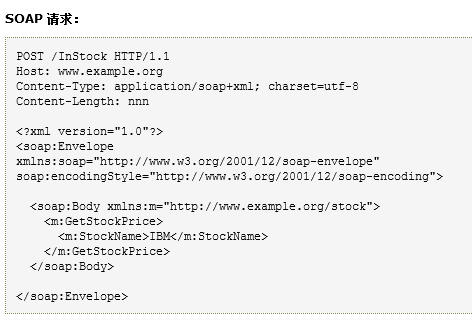 SOAP 请求：
POST /InStock HTTP/1.1
Host: www.example.org
Content-Type: application/soap+xml; charset=utf-8
Content-Length: nnn
<?xml version="1.0"?>
<soap:Envelope
xmlns:soap="http://www.w3.org/2001/12/soap-envelope"
soap:encodingStyle="http://www.w3.org/2001/12/soap-encoding">
<soap:Body xmlns:m="http://www.example.org/stock">
<m:GetStockPrice>
<m:StockName>IBM</m:StockName>
</m:GetStockPrice>
</soap:Body>
</soap:Envelope>